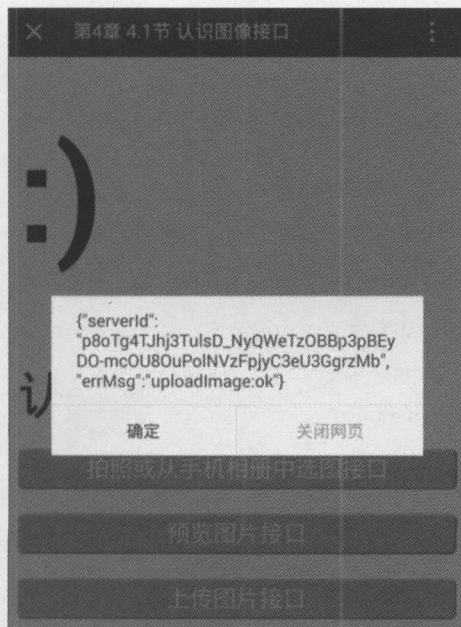 × 第4章 4.1节 认识图像接口
:)
{"serverId":
"p8oTg4TJhj3TulsD_NyQWeTzOBBp3pBEy
DO-mcOU8OuPolNVzFpjyC3eU3GgrzMb",
"errMsg":"uploadImage:ok"}
确定 关闭网页
拍照或从手机相册中选图接口
预览图片接口
上传图片接口